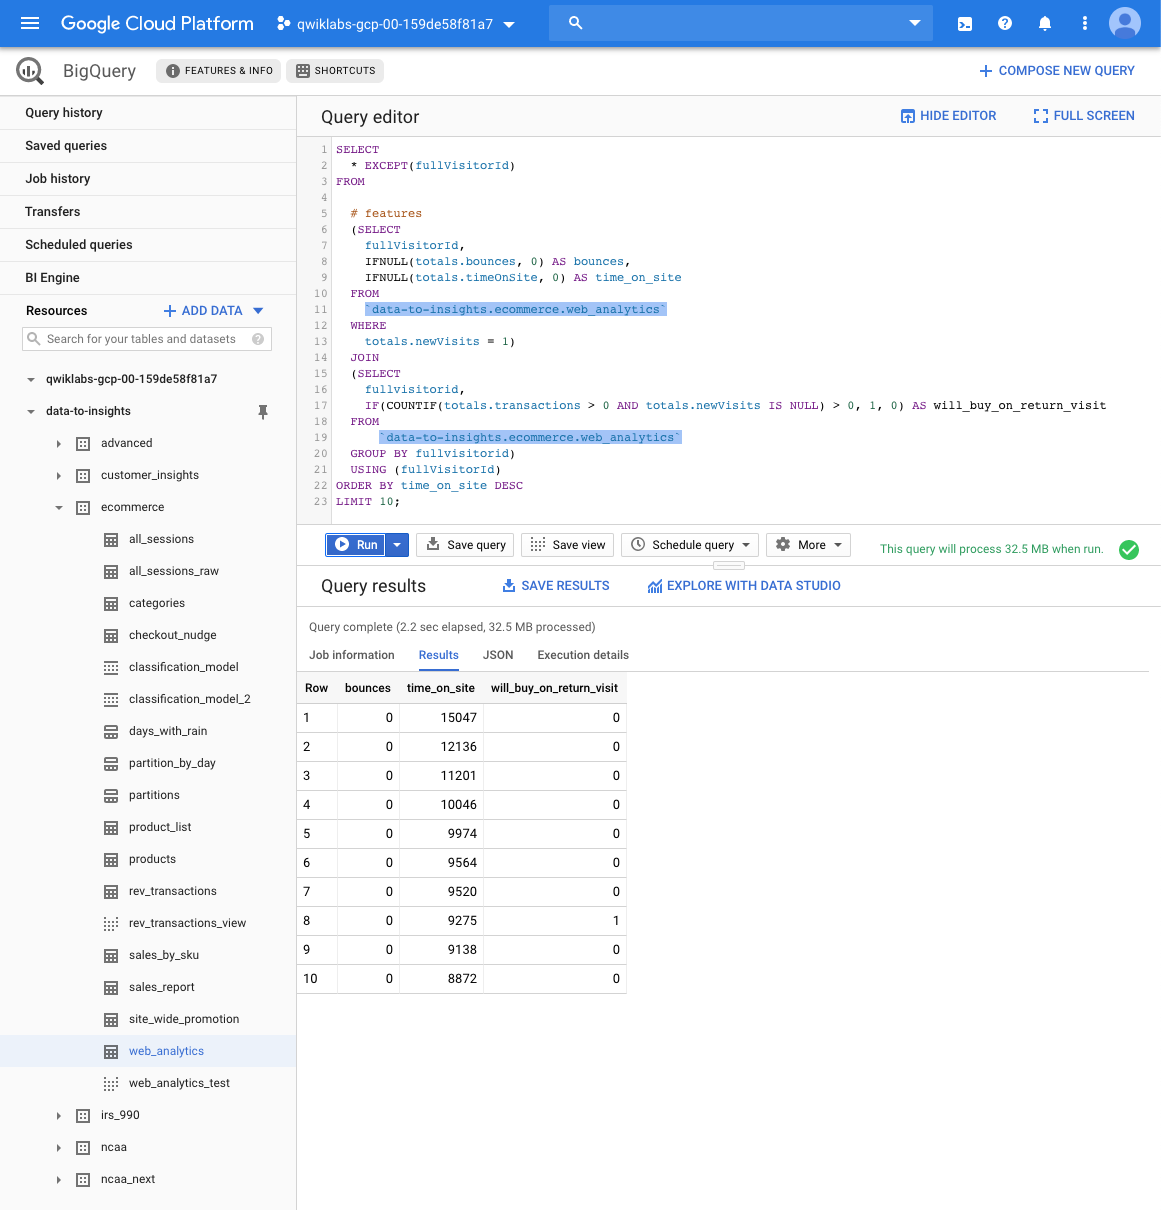 Google Cloud Platform
qwiklabs-gcp-00-159de58f81a7
BigQuery
FEATURES & INFO
SHORTCUTS
COMPOSE NEW QUERY
Query history
Saved queries
Job history
Transfers
Scheduled queries
BI Engine
Resources
ADD DATA
Search for your tables and datasets
qwiklabs-gcp-00-159de58f81a7
data-to-insights
advanced
customer_insights
ecommerce
all_sessions
all_sessions_raw
categories
checkout_nudge
classification_model
classification_model_2
days_with_rain
partition_by_day
partitions
product_list
products
rev_transactions
rev_transactions_view
sales_by_sku
sales_report
site_wide_promotion
web_analytics
web_analytics_test
irs_990
ncaa
ncaa_next
Query editor
HIDE EDITOR
FULL SCREEN
1 SELECT
2 * EXCEPT(fullVisitorId)
3 FROM
4
5 # features
6 (SELECT
7 fullVisitorId,
8 IFNULL(totals.bounces, 0) AS bounces,
9 IFNULL(totals.timeOnSite, 0) AS time_on_site
10 FROM
11 `data-to-insights.ecommerce.web_analytics`
12 WHERE
13 totals.newVisits = 1)
14 JOIN
15 (SELECT
16 fullvisitorid,
17 IF(COUNTIF(totals.transactions > 0 AND totals.newVisits IS NULL) > 0, 1, 0) AS will_buy_on_return_visit
18 FROM
19 `data-to-insights.ecommerce.web_analytics`
20 GROUP BY fullvisitorid)
21 USING (fullVisitorId)
22 ORDER BY time_on_site DESC
23 LIMIT 10;
Run
Save query
Save view
Schedule query
More
This query will process 32.5 MB when run.
Query results
SAVE RESULTS
EXPLORE WITH DATA STUDIO
Query complete (2.2 sec elapsed, 32.5 MB processed)
Job information Results JSON Execution details
Row bounces time_on_site will_buy_on_return_visit
1 0 15047 0
2 0 12136 0
3 0 11201 0
4 0 10046 0
5 0 9974 0
6 0 9564 0
7 0 9520 0
8 0 9275 1
9 0 9138 0
10 0 8872 0